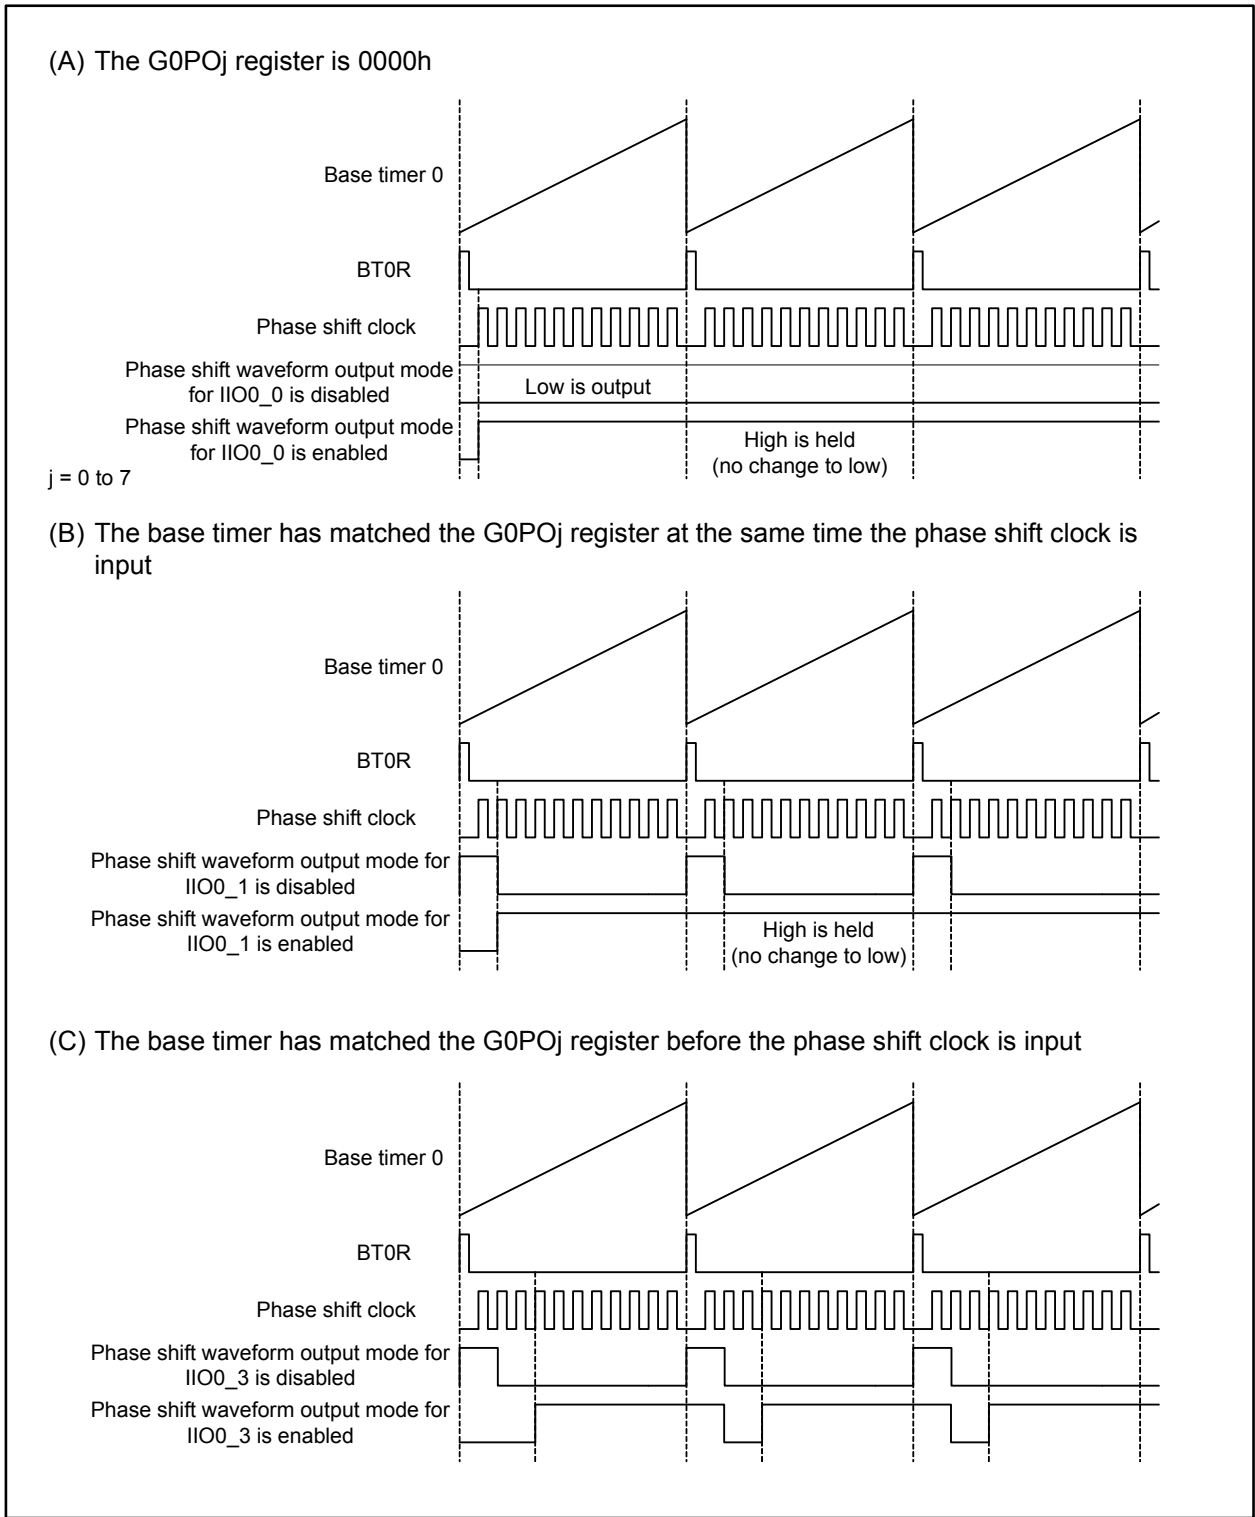 (A) The G0POj register is 0000h
Base timer 0
BT0R
Phase shift clock
Phase shift waveform output mode
for IIO0_0 is disabled
Low is output
Phase shift waveform output mode
for IIO0_0 is enabled
High is held
(no change to low)
j = 0 to 7
(B) The base timer has matched the G0POj register at the same time the phase shift clock is
input
Base timer 0
BT0R
Phase shift clock
Phase shift waveform output mode for
IIO0_1 is disabled
Phase shift waveform output mode for
IIO0_1 is enabled
High is held
(no change to low)
(C) The base timer has matched the G0POj register before the phase shift clock is input
Base timer 0
BT0R
Phase shift clock
Phase shift waveform output mode for
IIO0_3 is disabled
Phase shift waveform output mode for
IIO0_3 is enabled